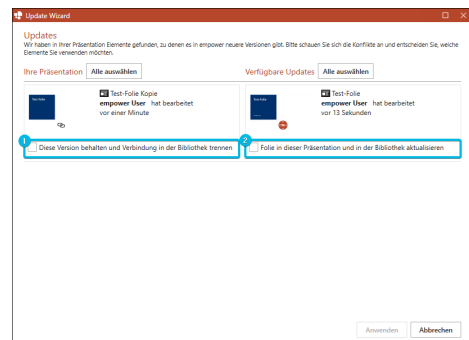 Update Wizard
Updates
Wir haben in Ihrer Präsentation Elemente gefunden, zu denen es in empower neuere Versionen gibt. Bitte schauen Sie sich die Konflikte an und entscheiden Sie, welche
Elemente Sie verwenden möchten.
Ihre Präsentation Alle auswählen
Verfügbare Updates Alle auswählen
Test-Folie Kopie
empower User hat bearbeitet
vor einer Minute
Test-Folie
empower User hat bearbeitet
vor 13 Sekunden
1 Diese Version behalten und Verbindung in der Bibliothek trennen
2 Folie in dieser Präsentation und in der Bibliothek aktualisieren
Anwenden Abbrechen